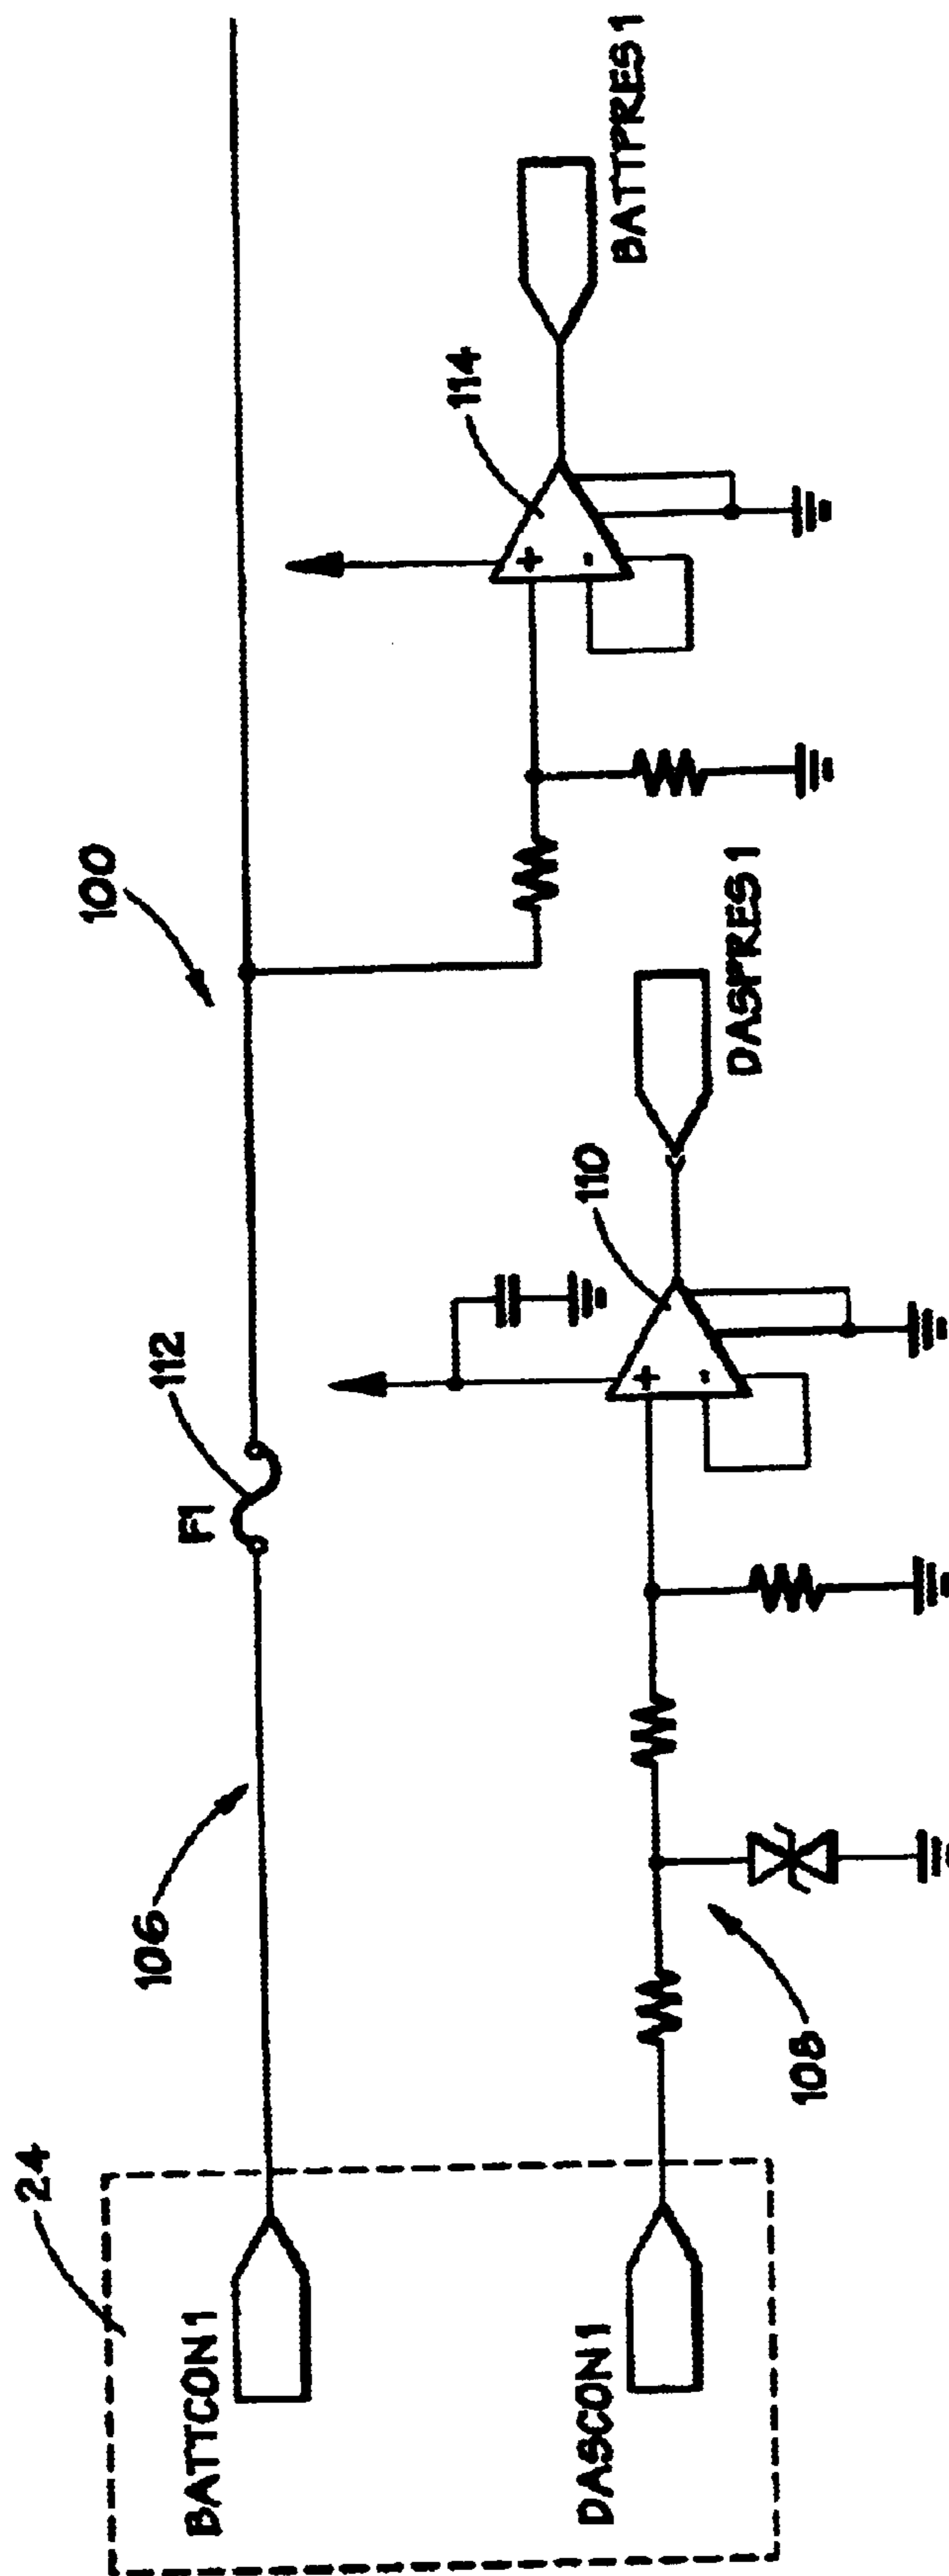 24
BATTCON1
DASCON1
106
108
F1
112
100
110
DASPRES1
114
BATTPRES1
+
-
+
-